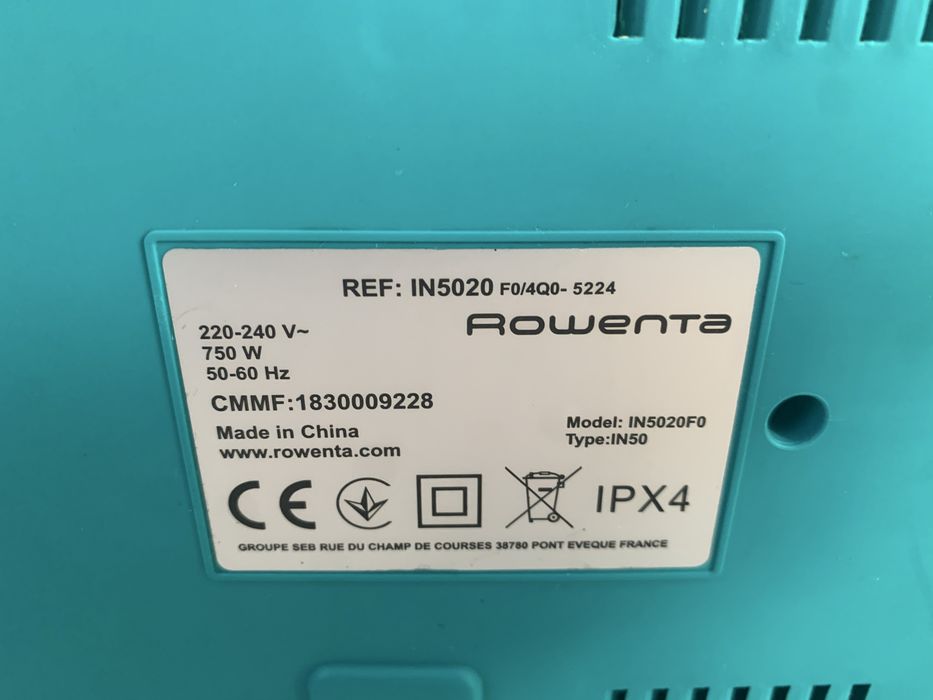 REF: IN5020 F0/4Q0- 5224
Rowenta
220-240 V~
750 W
50-60 Hz
CMMF:1830009228
Made in China
www.rowenta.com
Model: IN5020F0
Type:IN50
CE
IPX4
GROUPE SEB RUE DU CHAMP DE COURSES 38780 PONT EVEQUE FRANCE